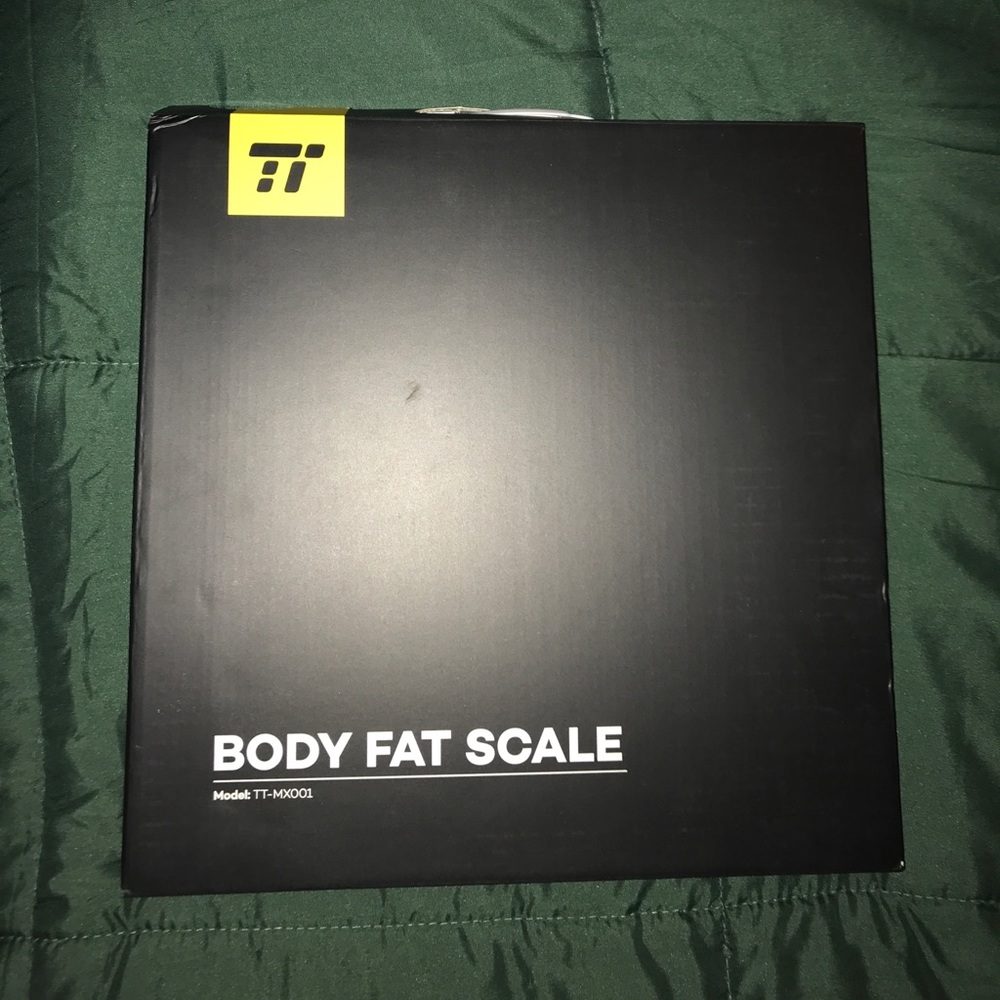 TT
BODY FAT SCALE
Model: TT-MX001